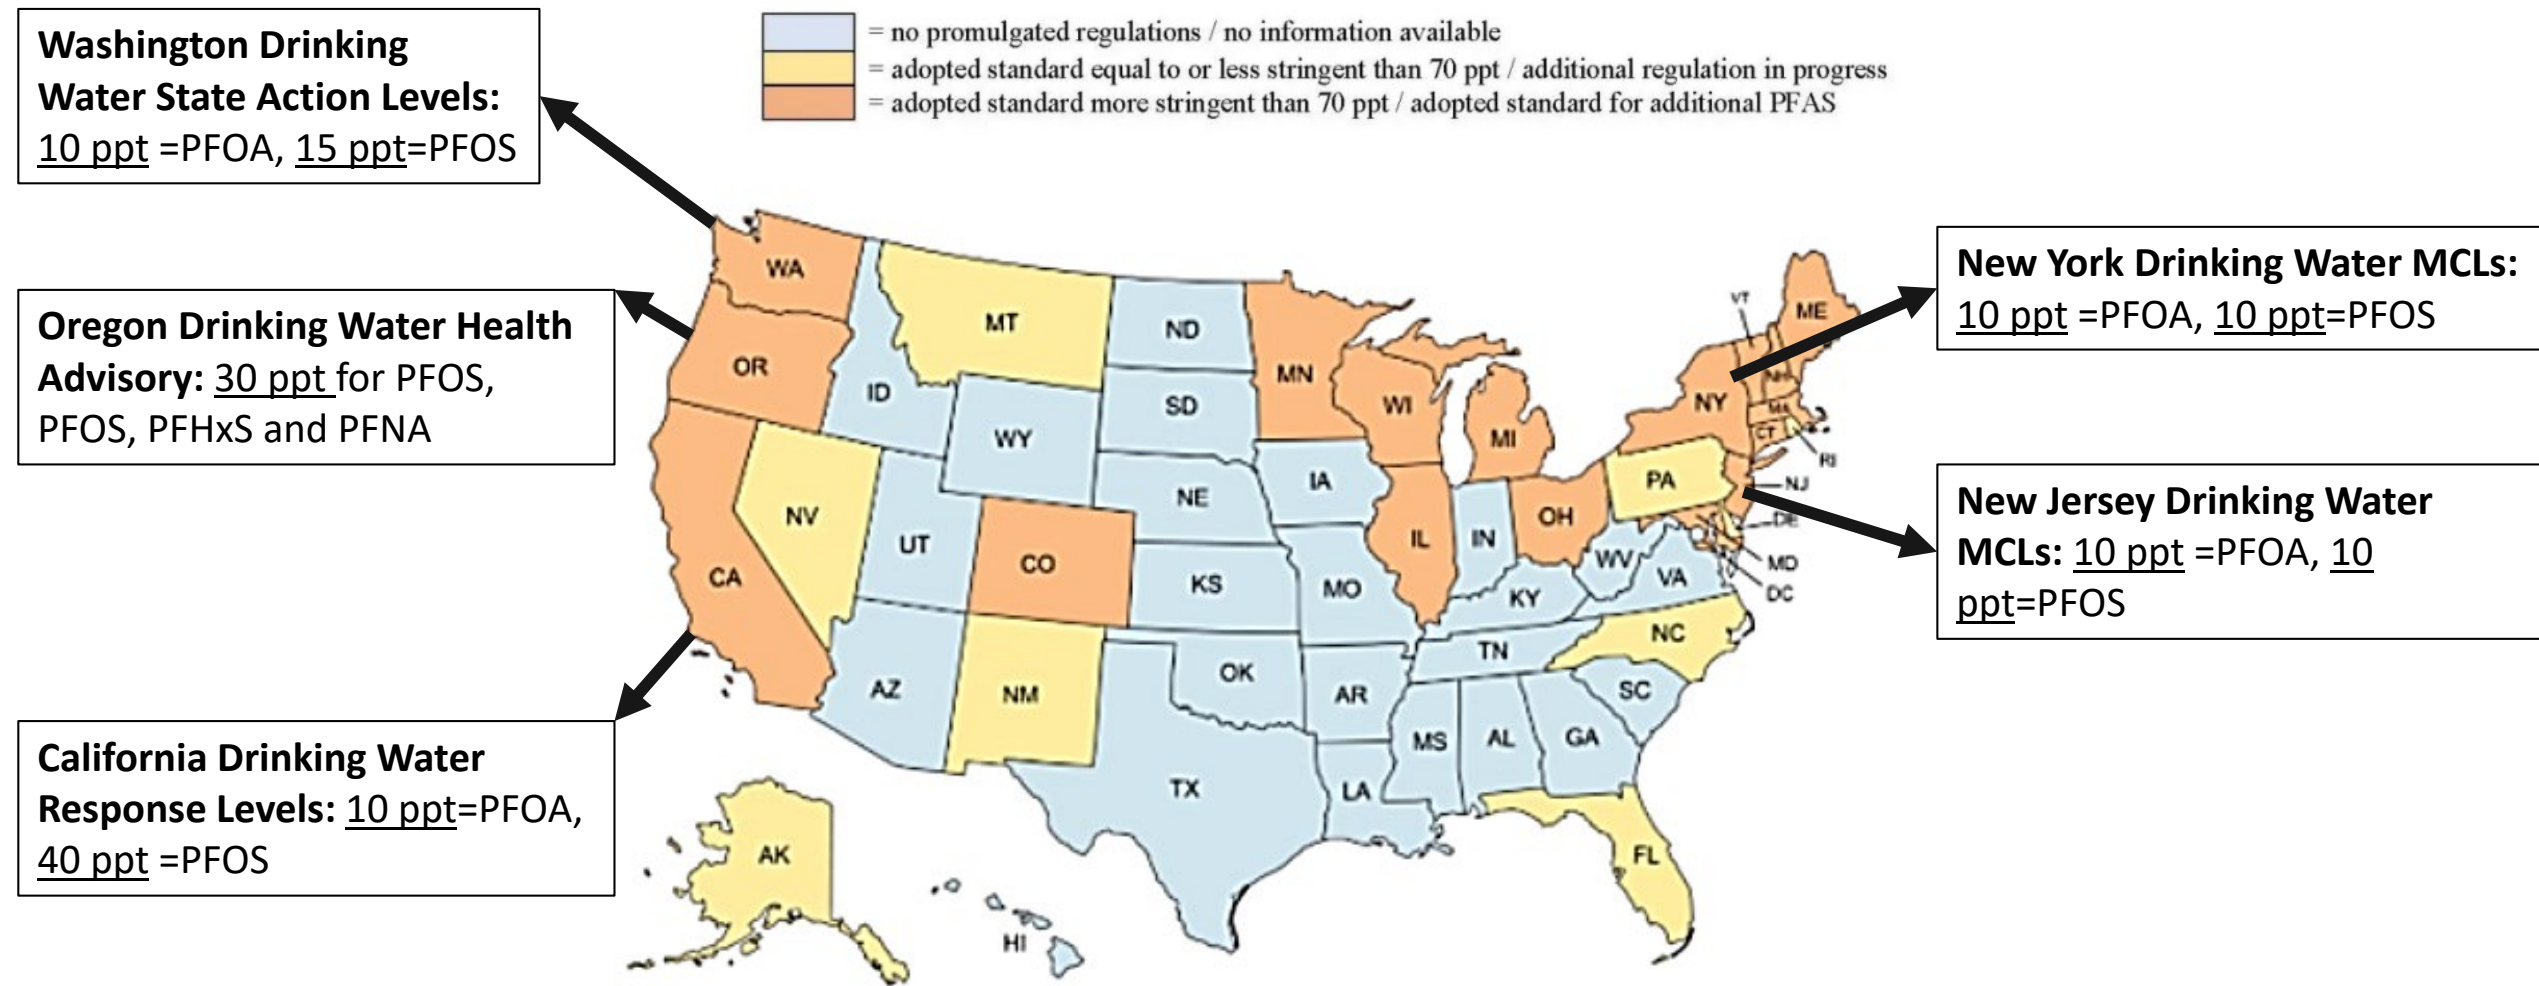 Washington Drinking
Water State Action Levels:
10 ppt =PFOA, 15 ppt=PFOS
= no promulgated regulations / no information available
= adopted standard equal to or less stringent than 70 ppt / additional regulation in progress
= adopted standard more stringent than 70 ppt / adopted standard for additional PFAS
Oregon Drinking Water Health
Advisory: 30 ppt for PFOS,
PFOS, PFHxS and PFNA
California Drinking Water
Response Levels: 10 ppt=PFOA,
40 ppt =PFOS
New York Drinking Water MCLs:
10 ppt =PFOA, 10 ppt=PFOS
New Jersey Drinking Water
MCLs: 10 ppt =PFOA, 10
ppt=PFOS
WA
OR
CA
NV
ID
MT
WY
UT
CO
AZ
NM
ND
SD
NE
KS
OK
TX
MN
IA
MO
AR
LA
WI
IL
MI
IN
OH
KY
TN
MS
AL
GA
FL
SC
NC
VA
WV
PA
NY
VT
NH
ME
MA
CT
RI
NJ
DE
MD
DC
AK
HI